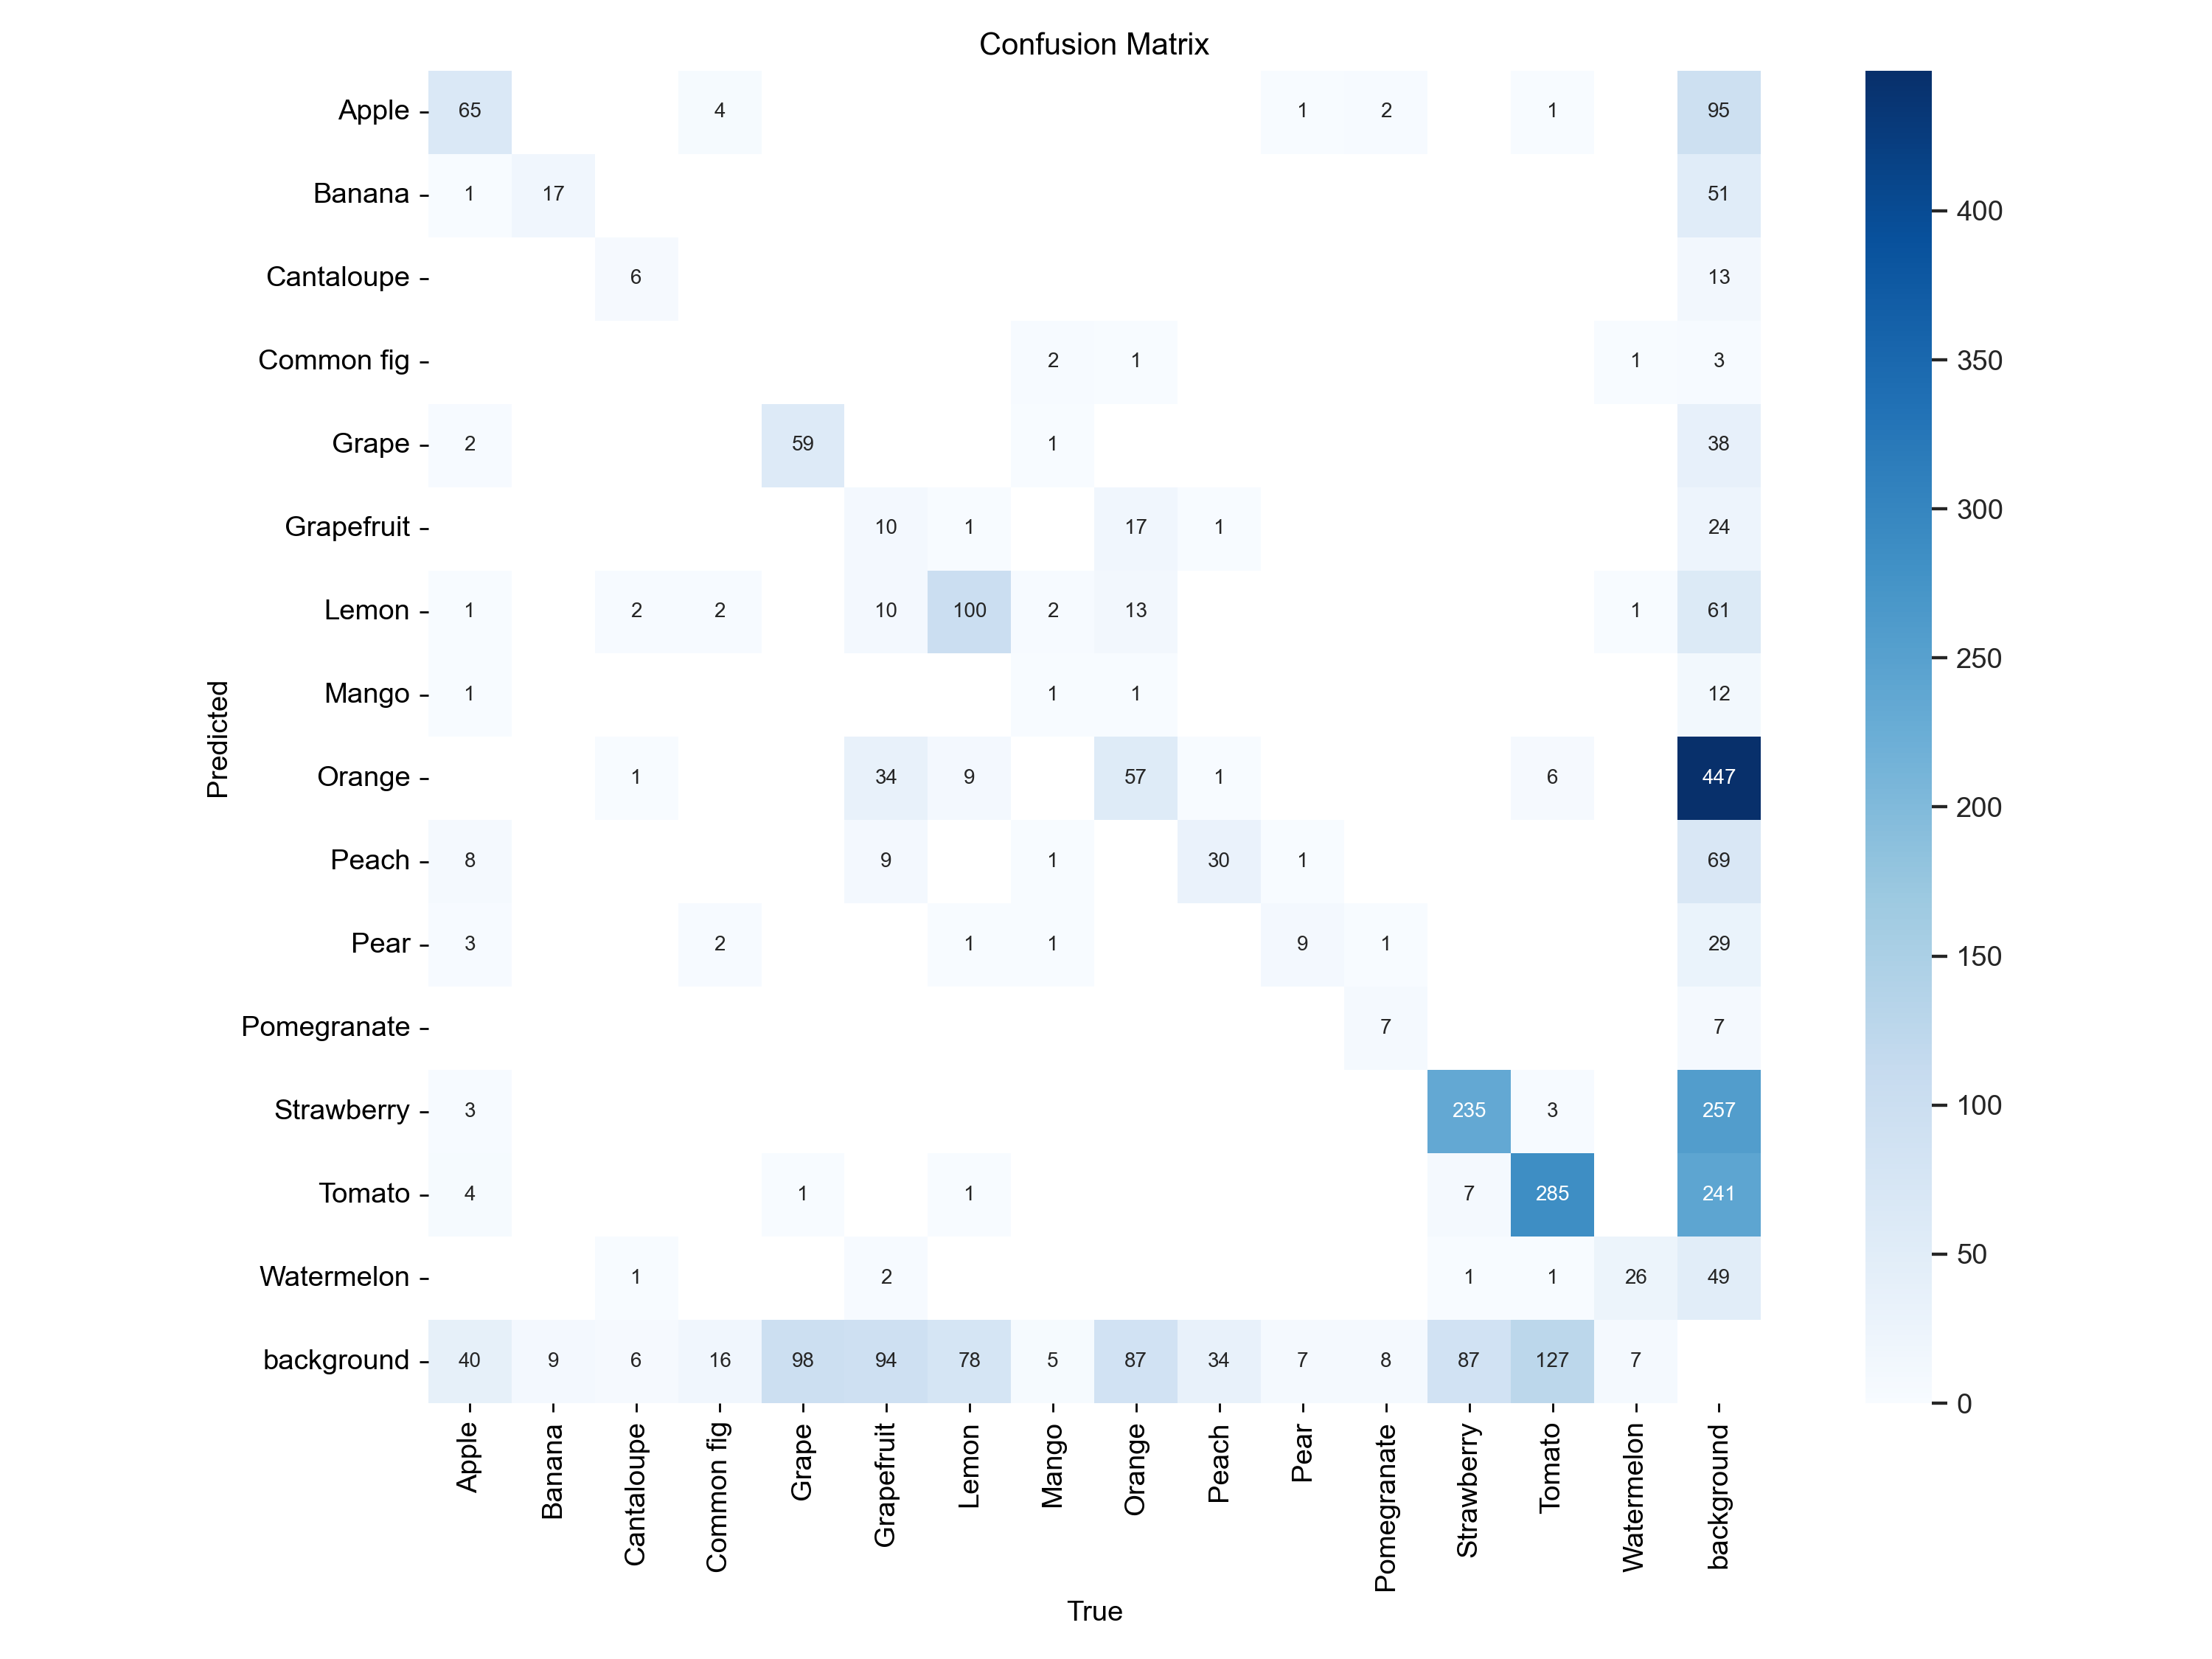 Confusion Matrix
Apple 65 4 1 2 1 95
Banana 1 17 51
Cantaloupe 6 13
Common fig 2 1 1 3
Grape 2 59 1 38
Grapefruit 10 1 17 1 24
Lemon 1 2 2 10 100 2 13 1 61
Mango 1 1 1 12
Orange 1 34 9 57 1 6 447
Peach 8 9 1 30 1 69
Pear 3 2 1 1 9 1 29
Pomegranate 7 7
Strawberry 3 235 3 257
Tomato 4 1 1 7 285 241
Watermelon 1 2 1 1 26 49
background 40 9 6 16 98 94 78 5 87 34 7 8 87 127 7
Predicted
Apple Banana Cantaloupe Common fig Grape Grapefruit Lemon Mango Orange Peach Pear Pomegranate Strawberry Tomato Watermelon background
True
400
350
300
250
200
150
100
50
0